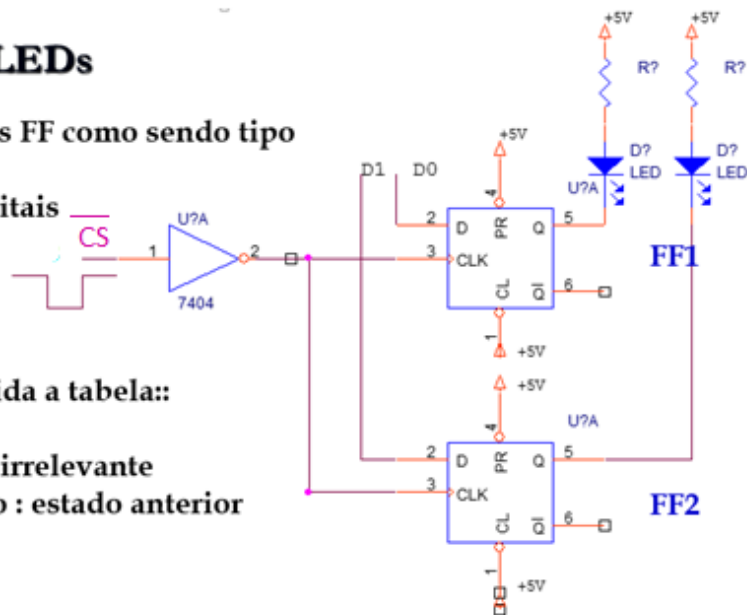 LEDs
s FF como sendo tipo
itais
CS
ida a tabela::
irrelevante
o : estado anterior
+5V
+5V
R?
R?
D?
LED
D?
LED
+5V
D1 D0
U?A
1
2
7404
4
U?A
2
D
PR
Q
5
3
CLK
FF1
CL
Q
6
1
+5V
+5V
4
U?A
2
D
PR
Q
5
3
CLK
FF2
CL
Q
6
1
+5V